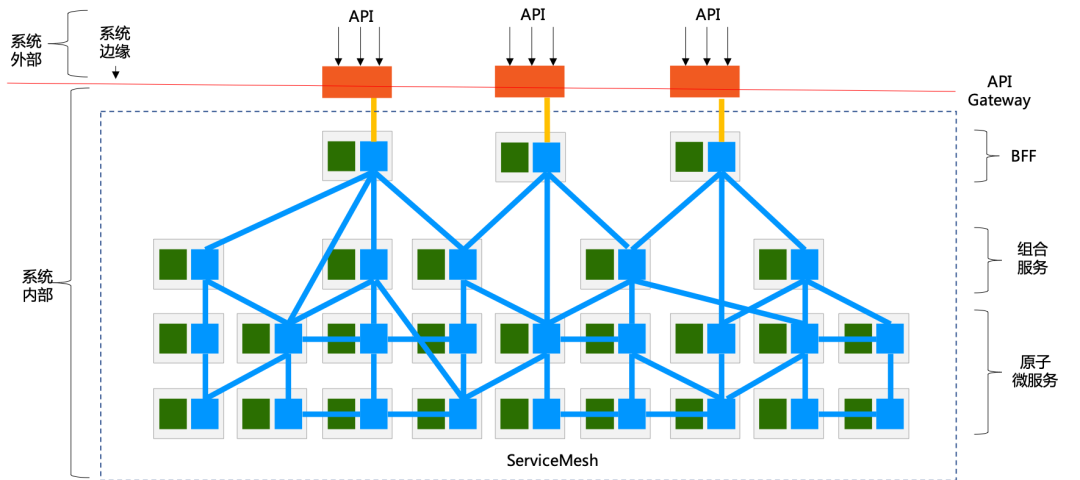 API
API
API
系统
外部
系统
边缘
API
Gateway
BFF
组合
服务
系统
内部
原子
微服务
ServiceMesh